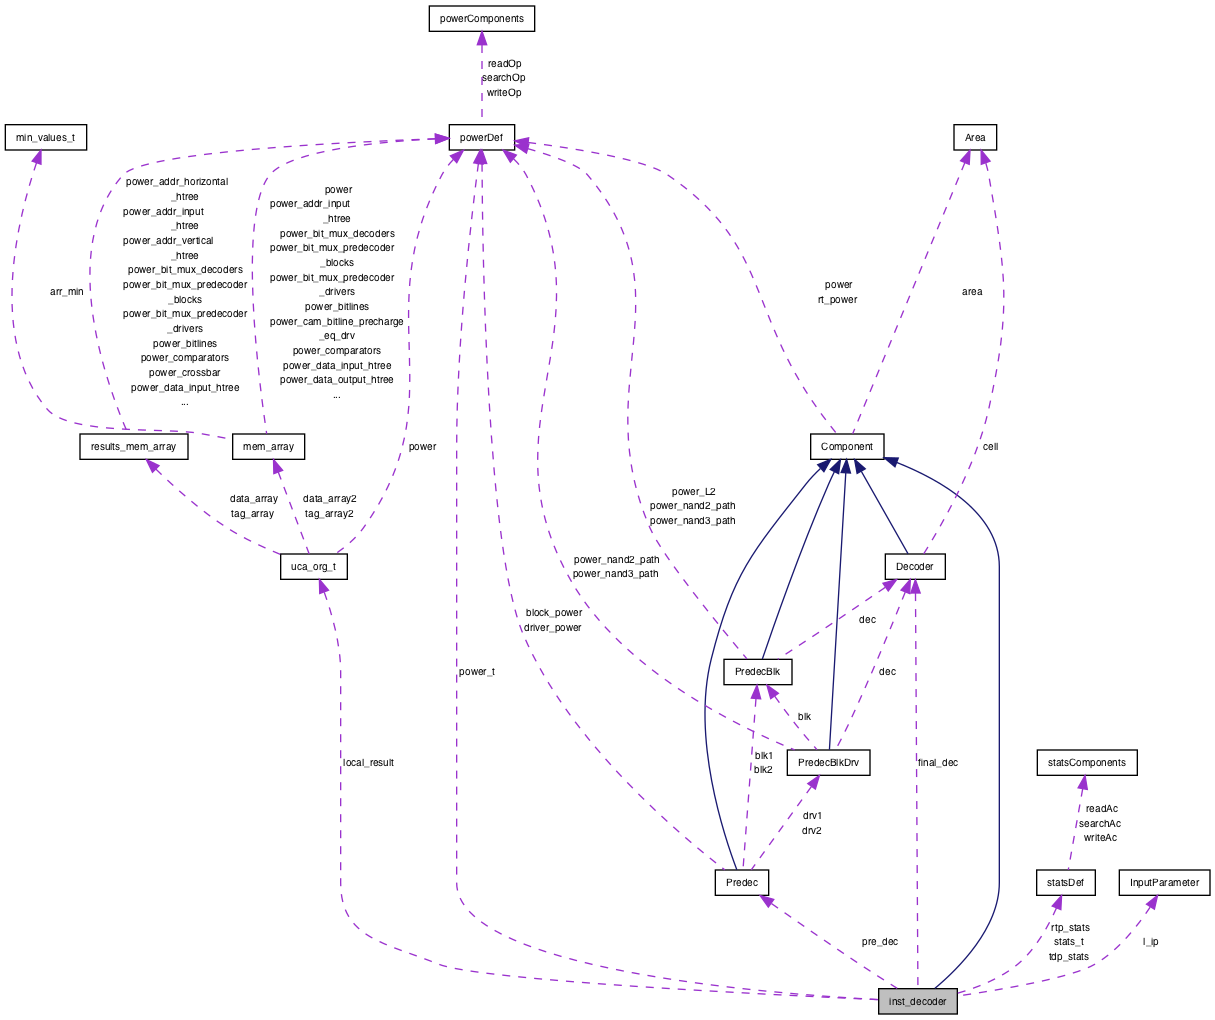 powerComponents
readOp
searchOp
writeOp
min_values_t
powerDef
Area
power_addr_horizontal
_htree
power_addr_input
_htree
power_addr_vertical
_htree
power_bit_mux_decoders
power_bit_mux_predecoder
_blocks
power_bit_mux_predecoder
_drivers
power_bitlines
power_comparators
power_crossbar
power_data_input_htree
...
power
power_addr_input
_htree
power_bit_mux_decoders
power_bit_mux_predecoder
_blocks
power_bit_mux_predecoder
_drivers
power_bitlines
power_cam_bitline_precharge
_eq_drv
power_comparators
power_data_input_htree
power_data_output_htree
...
arr_min
power
rt_power
area
results_mem_array
mem_array
power
Component
cell
data_array
tag_array
data_array2
tag_array2
power_L2
power_nand2_path
power_nand3_path
uca_org_t
power_nand2_path
power_nand3_path
Decoder
block_power
driver_power
dec
power_t
PredecBlk
dec
blk
local_result
blk1
blk2
PredecBlkDrv
final_dec
statsComponents
drv1
drv2
readAc
searchAc
writeAc
Predec
statsDef
InputParameter
pre_dec
rtp_stats
stats_t
tdp_stats
l_ip
inst_decoder